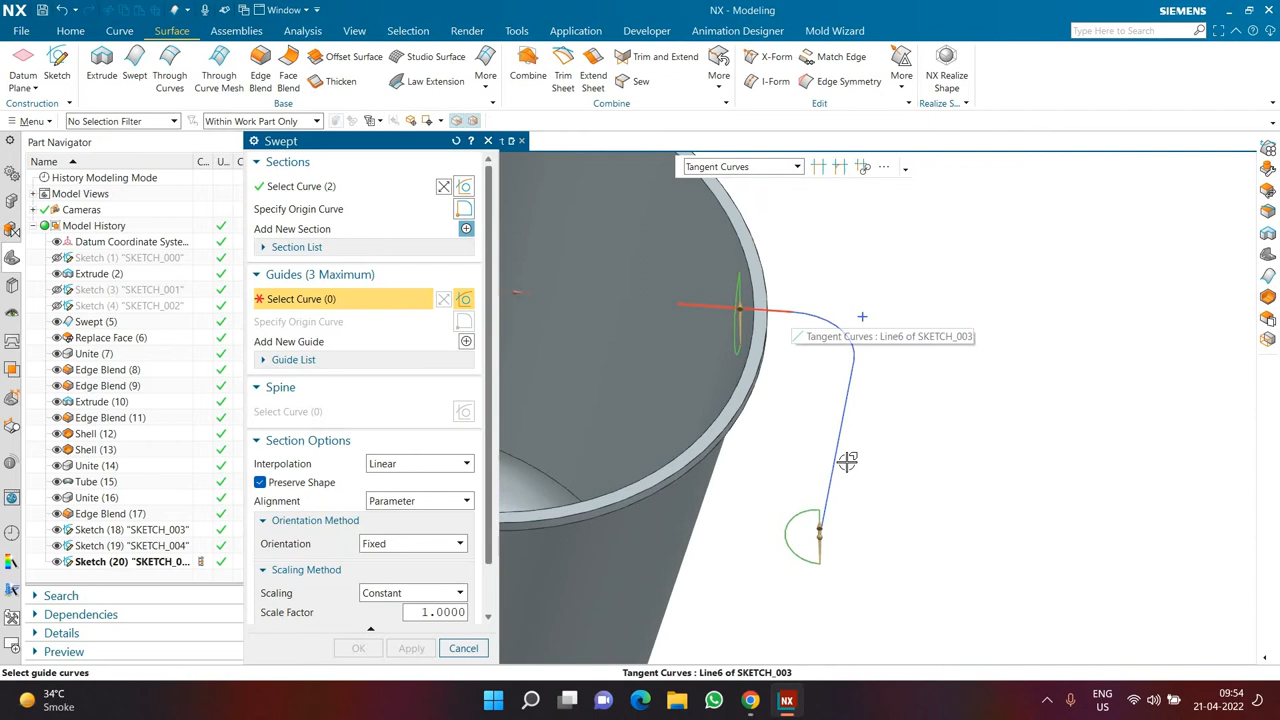 NX
Window
NX - Modeling
SIEMENS
File
Home
Curve
Surface
Assemblies
Analysis
View
Selection
Render
Tools
Application
Developer
Animation Design
Mold Wizard
Type Here to Search
Datum Plane
Sketch
Extrude
Swept
Through Curves
Through Curve Mesh
Edge Blend
Face Blend
Offset Surface
Thicken
Studio Surface
Law Extension
More
Combine
Trim Sheet
Extend Sheet
Trim and Extend
Sew
More
X-Form
I-Form
Match Edge
Edge Symmetry
More
NX Realize Shape
Construction
Base
Combine
Edit
Realize S...
Menu
No Selection Filter
Within Work Part Only
Part Navigator
Name
C...
U...
C
History Modeling Mode
Model Views
Cameras
Model History
Datum Coordinate Syste...
Sketch (1) "SKETCH_000"
Extrude (2)
Sketch (3) "SKETCH_001"
Sketch (4) "SKETCH_002"
Swept (5)
Replace Face (6)
Unite (7)
Edge Blend (8)
Edge Blend (9)
Extrude (10)
Edge Blend (11)
Shell (12)
Shell (13)
Unite (14)
Tube (15)
Unite (16)
Edge Blend (17)
Sketch (18) "SKETCH_003"
Sketch (19) "SKETCH_004"
Sketch (20) "SKETCH_0...
Search
Dependencies
Details
Preview
Swept
Sections
Select Curve (2)
Specify Origin Curve
Add New Section
Section List
Guides (3 Maximum)
Select Curve (0)
Specify Origin Curve
Add New Guide
Guide List
Spine
Select Curve (0)
Section Options
Interpolation
Linear
Preserve Shape
Alignment
Parameter
Orientation Method
Orientation
Fixed
Scaling Method
Scaling
Constant
Scale Factor
1.0000
OK
Apply
Cancel
Tangent Curves
Tangent Curves : Line6 of SKETCH_003
Select guide curves
Tangent Curves : Line6 of SKETCH_003
34°C
Smoke
ENG
US
09:54
21-04-2022